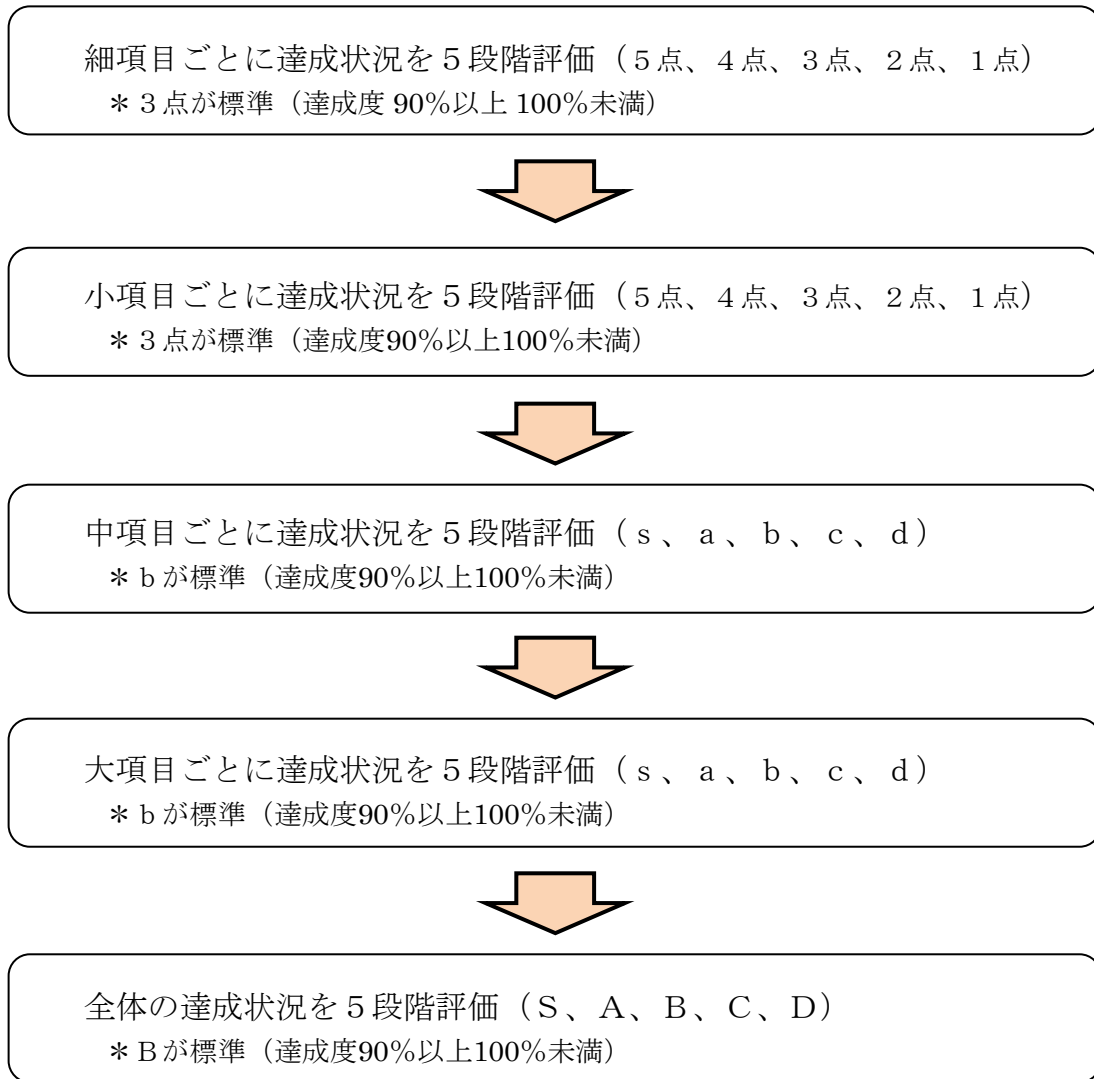 細項目ごとに達成状況を５段階評価（５点、４点、３点、２点、１点）
＊３点が標準（達成度 90%以上 100%未満）
小項目ごとに達成状況を５段階評価（５点、４点、３点、２点、１点）
＊３点が標準（達成度90%以上100%未満）
中項目ごとに達成状況を５段階評価（ｓ、ａ、ｂ、ｃ、ｄ）
＊ｂが標準（達成度90%以上100%未満）
大項目ごとに達成状況を５段階評価（ｓ、ａ、ｂ、ｃ、ｄ）
＊ｂが標準（達成度90%以上100%未満）
全体の達成状況を５段階評価（Ｓ、Ａ、Ｂ、Ｃ、Ｄ）
＊Ｂが標準（達成度90%以上100%未満）